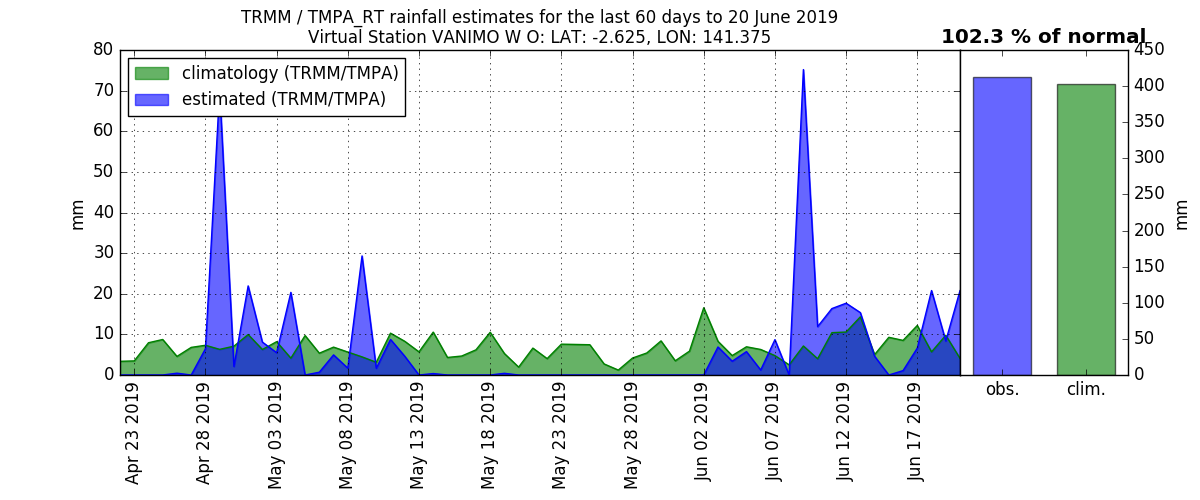 TRMM / TMPA_RT rainfall estimates for the last 60 days to 20 June 2019
Virtual Station VANIMO W O: LAT: -2.625, LON: 141.375
102.3 % of normal
climatology (TRMM/TMPA)
estimated (TRMM/TMPA)
80
70
60
50
40
30
20
10
0
mm
Apr 23 2019
Apr 28 2019
May 03 2019
May 08 2019
May 13 2019
May 18 2019
May 23 2019
May 28 2019
Jun 02 2019
Jun 07 2019
Jun 12 2019
Jun 17 2019
obs.
clim.
450
400
350
300
250
200
150
100
50
0
mm